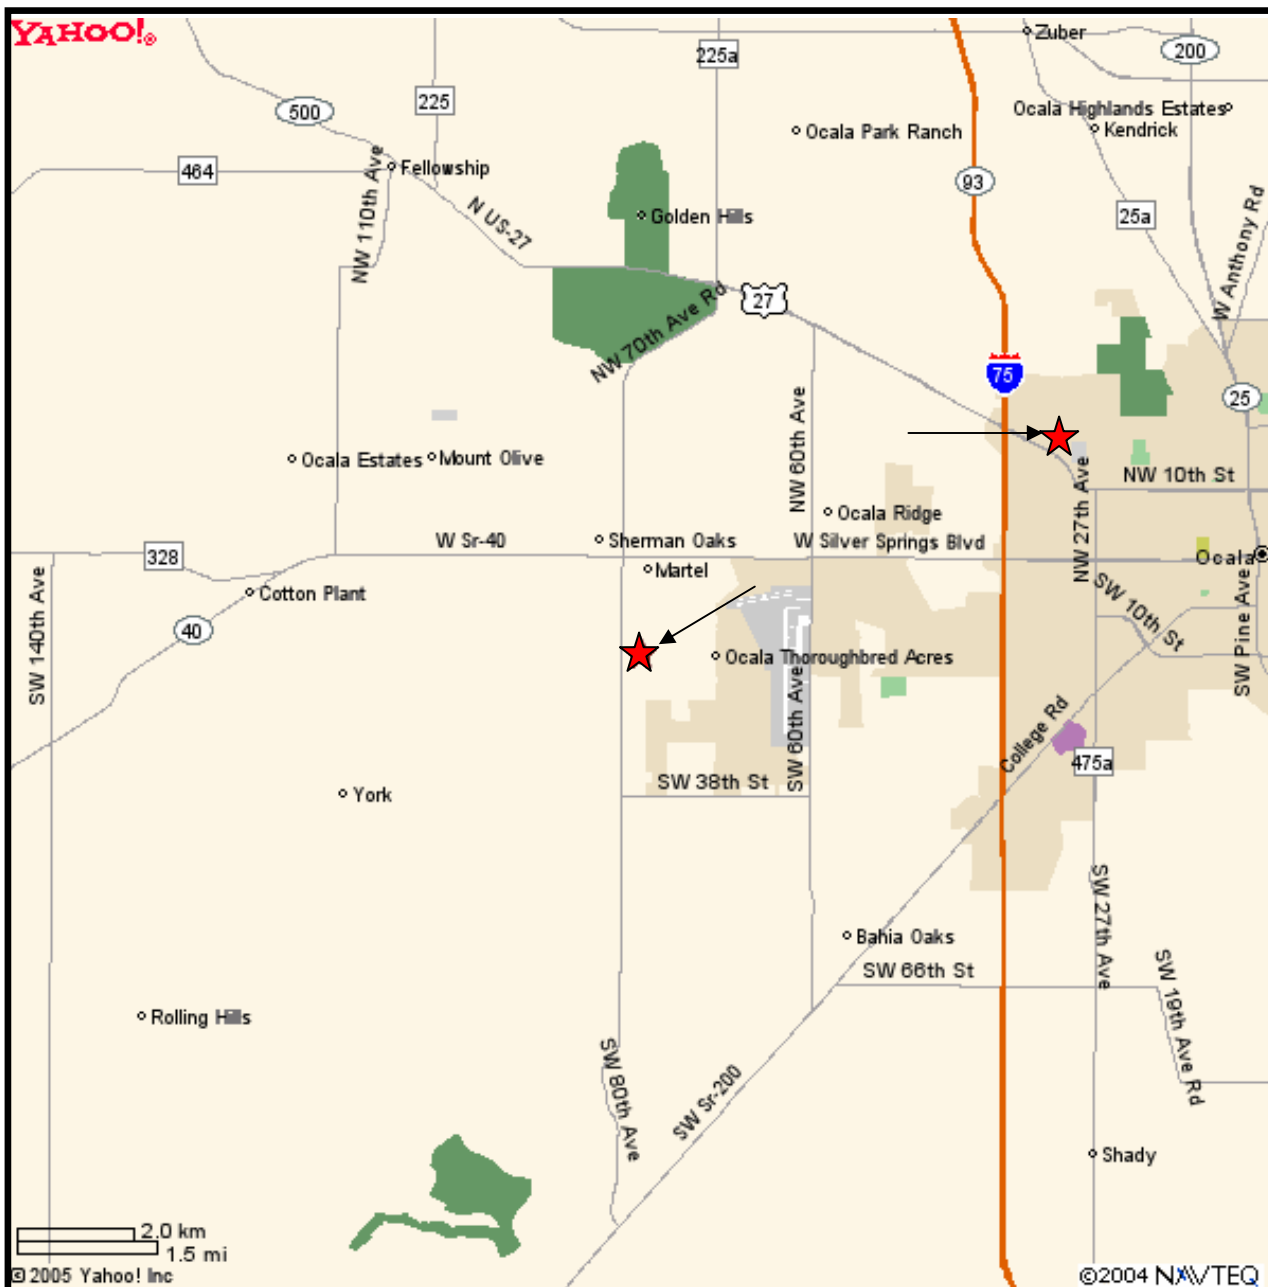 YAHOO!®
Zuber
200
225a
225
500
Ocala Highlands Estates
Kendrick
Ocala Park Ranch
Fellowship
464
93
NW 110th Ave
N US-27
Golden Hills
25a
W Anthony Rd
27
NW 70th Ave Rd
75
25
NW 60th Ave
Ocala Estates
Mount Olive
NW 10th St
NW 27th Ave
Ocala Ridge
W Sr-40
Sherman Oaks
W Silver Springs Blvd
328
Martel
Ocala
Cotton Plant
SW 10th St
SW 140th Ave
40
SW Pine Ave
Ocala Thoroughbred Acres
SW 60th Ave
College Rd
475a
SW 38th St
York
SW 27th Ave
Bahia Oaks
SW 66th St
SW 19th Ave Rd
Rolling Hills
SW 80th Ave
SW Sr-200
Shady
2.0 km
1.5 mi
© 2005 Yahoo! Inc
©2004 NAVTEQ